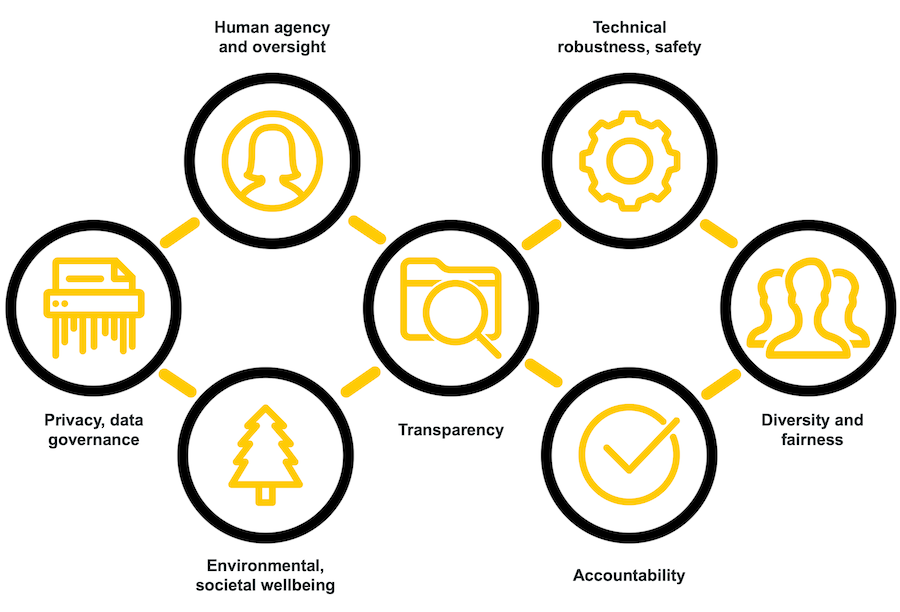 Human agency
and oversight
Technical
robustness, safety
Privacy, data
governance
Transparency
Diversity and
fairness
Environmental,
societal wellbeing
Accountability